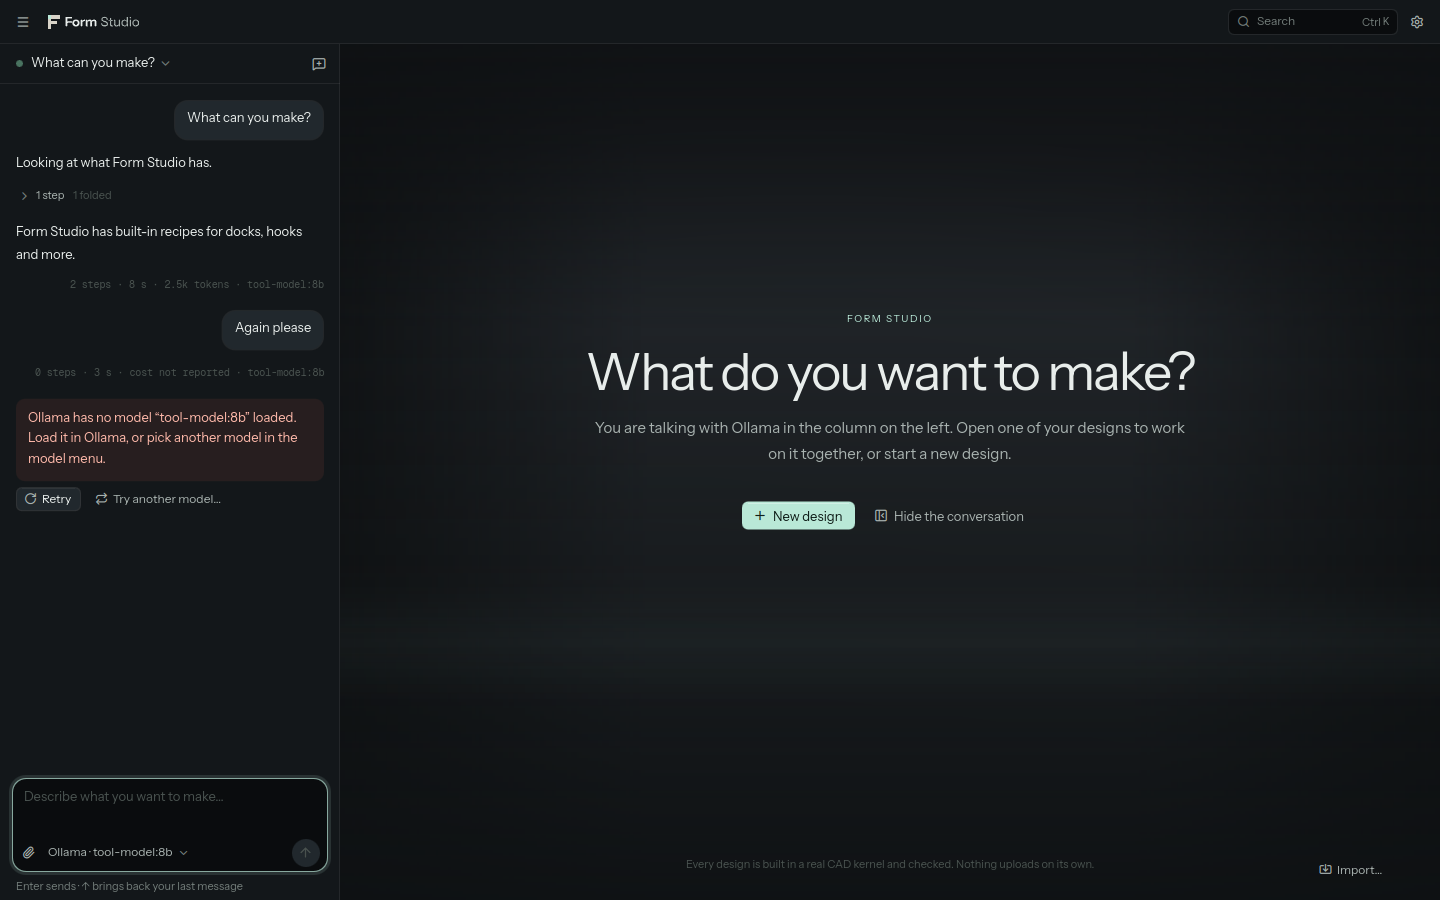 Form Studio
Search
Ctrl K
What can you make?
What can you make?
Looking at what Form Studio has.
1 step 1 folded
Form Studio has built-in recipes for docks, hooks
and more.
2 steps · 8 s · 2.5k tokens · tool-model:8b
Again please
0 steps · 3 s · cost not reported · tool-model:8b
Ollama has no model “tool-model:8b” loaded.
Load it in Ollama, or pick another model in the
model menu.
Retry
Try another model…
Describe what you want to make…
Ollama · tool-model:8b
Enter sends · ↑ brings back your last message
FORM STUDIO
What do you want to make?
You are talking with Ollama in the column on the left. Open one of your designs to work
on it together, or start a new design.
New design
Hide the conversation
Every design is built in a real CAD kernel and checked. Nothing uploads on its own.
Import…